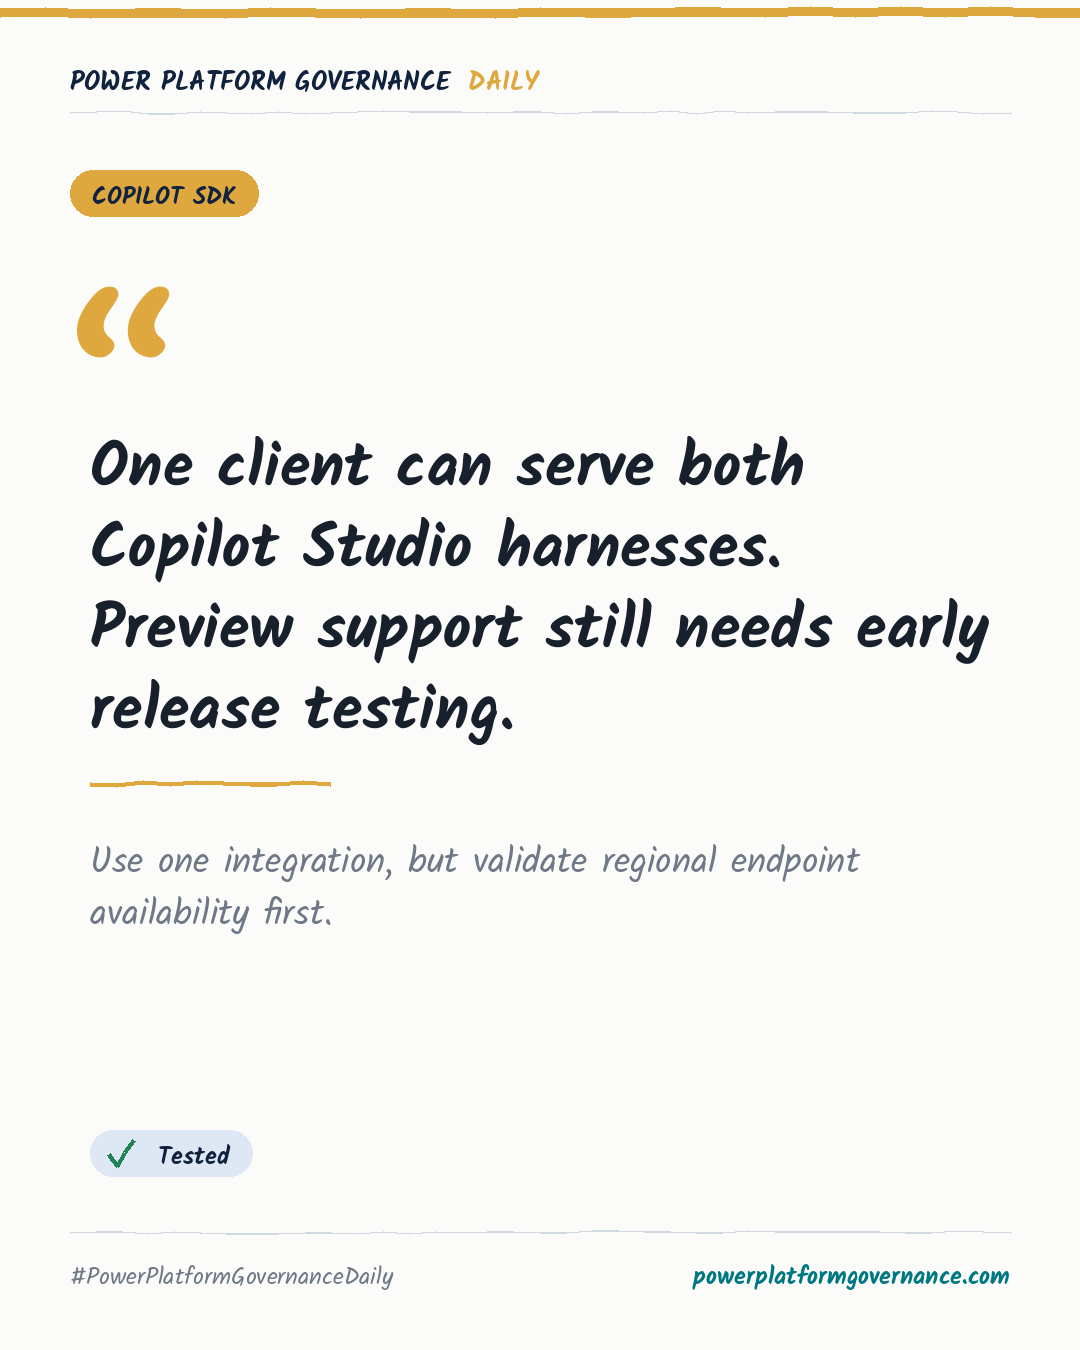 POWER PLATFORM GOVERNANCE DAILY
COPILOT SDK
“
One client can serve both
Copilot Studio harnesses.
Preview support still needs early
release testing.
Use one integration, but validate regional endpoint
availability first.
✓ Tested
#PowerPlatformGovernanceDaily
powerplatformgovernance.com